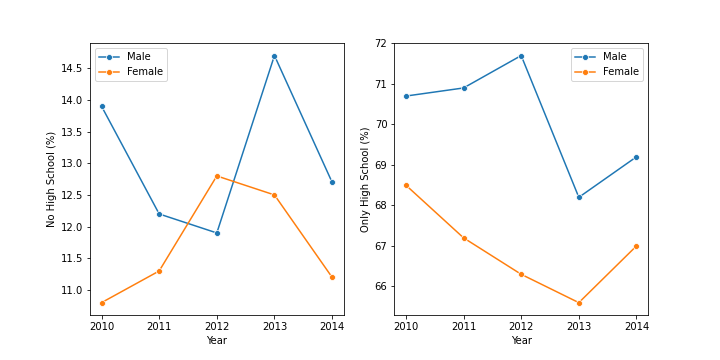 No High School (%)
14.5
14.0
13.5
13.0
12.5
12.0
11.5
11.0
Male
Female
2010 2011 2012 2013 2014
Year
Only High School (%)
72
71
70
69
68
67
66
Male
Female
2010 2011 2012 2013 2014
Year